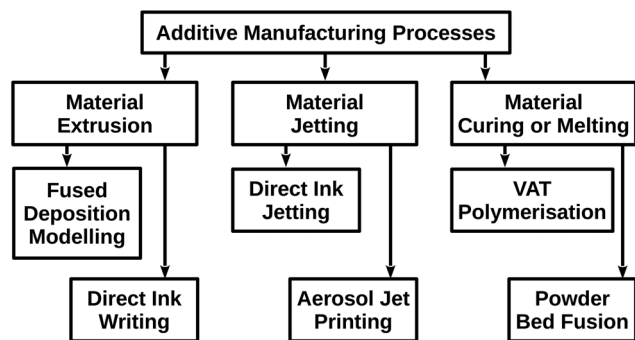 Additive Manufacturing Processes
Material
Extrusion
Material
Jetting
Material
Curing or Melting
Fused
Deposition
Modelling
Direct Ink
Jetting
VAT
Polymerisation
Direct Ink
Writing
Aerosol Jet
Printing
Powder
Bed Fusion